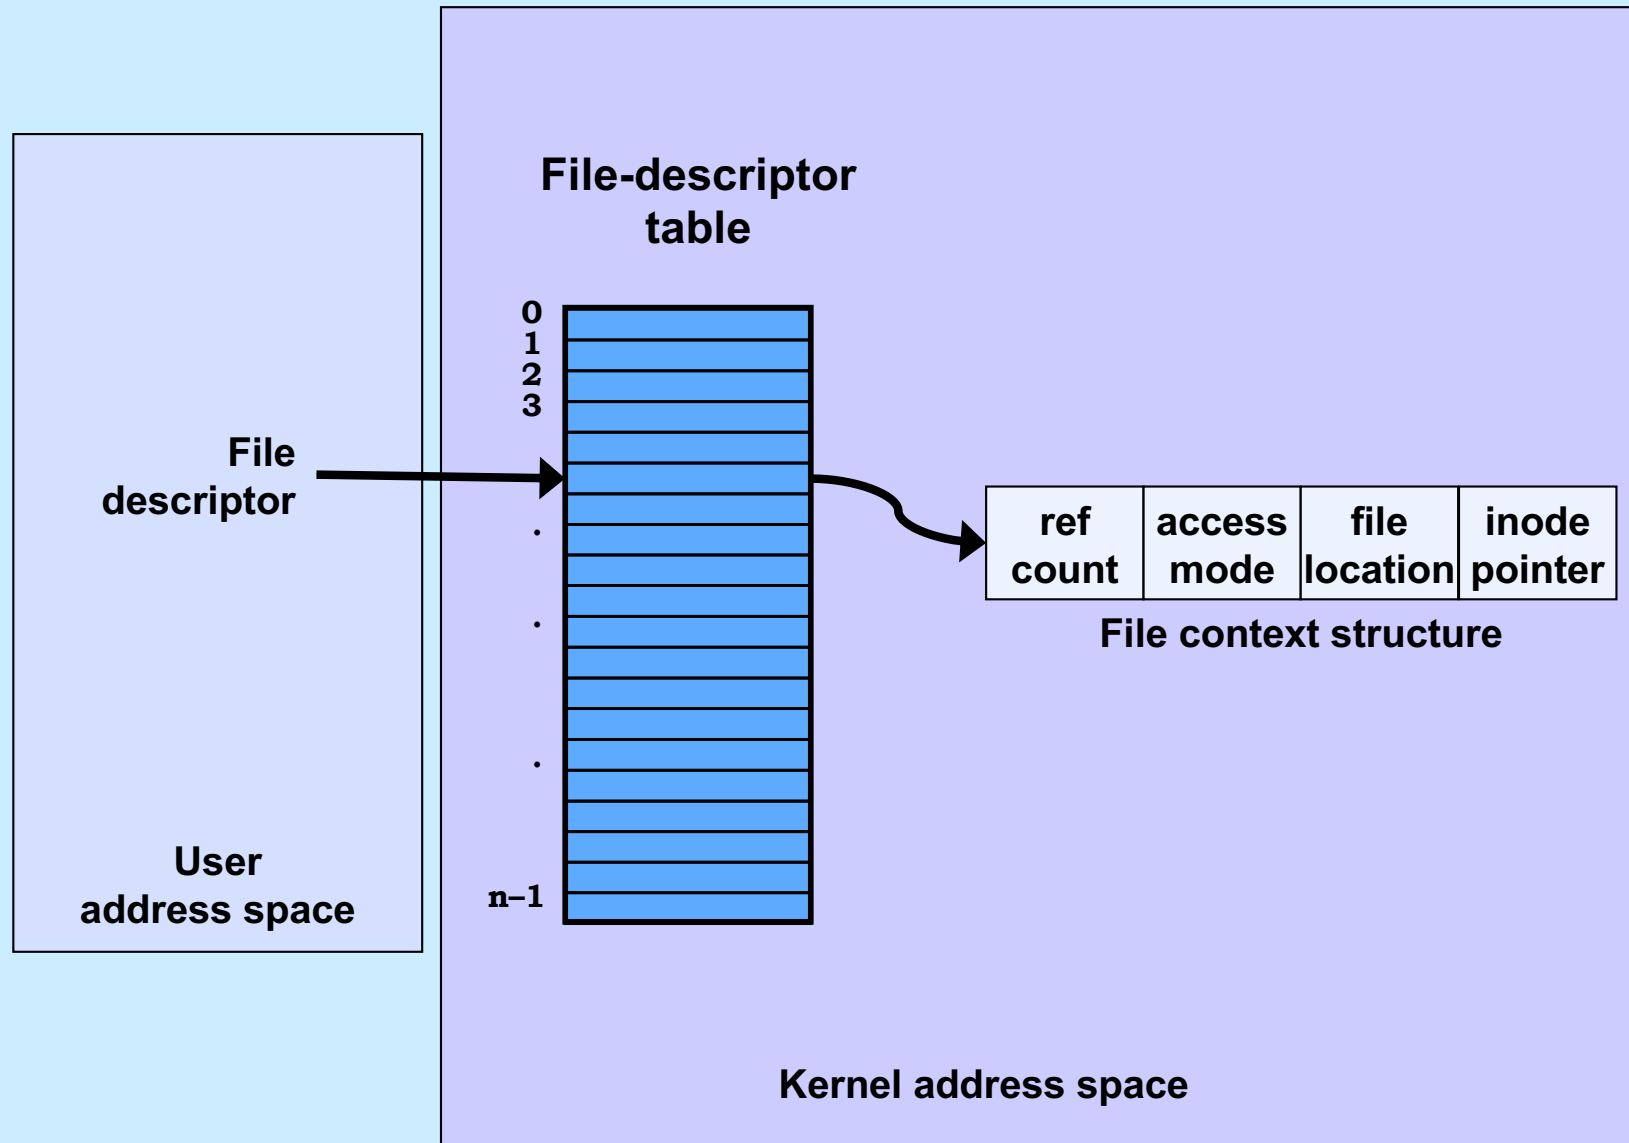 File-descriptor
table
0
1
2
3
File
descriptor
.
.
.
n–1
ref
count
access
mode
file
location
inode
pointer
File context structure
User
address space
Kernel address space